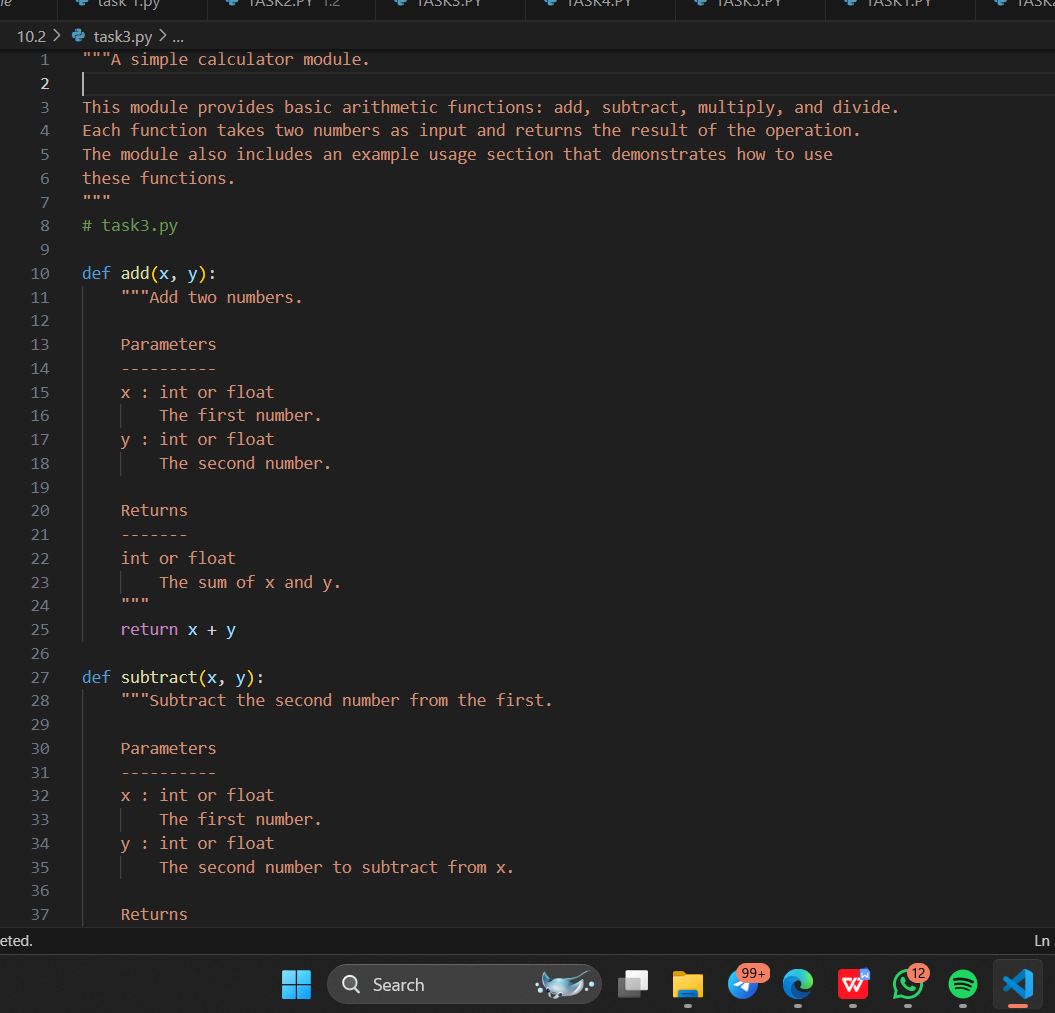 task 1.py TASK2.PY 1.2 TASK3.PY TASK4.PY TASK5.PY TASK1.PY
10.2 > task3.py > ...
1 """A simple calculator module.
2
3 This module provides basic arithmetic functions: add, subtract, multiply, and divide.
4 Each function takes two numbers as input and returns the result of the operation.
5 The module also includes an example usage section that demonstrates how to use
6 these functions.
7 """
8 # task3.py
9
10 def add(x, y):
11 """Add two numbers.
12
13 Parameters
14 ----------
15 x : int or float
16 The first number.
17 y : int or float
18 The second number.
19
20 Returns
21 -------
22 int or float
23 The sum of x and y.
24 """
25 return x + y
26
27 def subtract(x, y):
28 """Subtract the second number from the first.
29
30 Parameters
31 ----------
32 x : int or float
33 The first number.
34 y : int or float
35 The second number to subtract from x.
36
37 Returns
eted. Ln
Search 99+ W 12